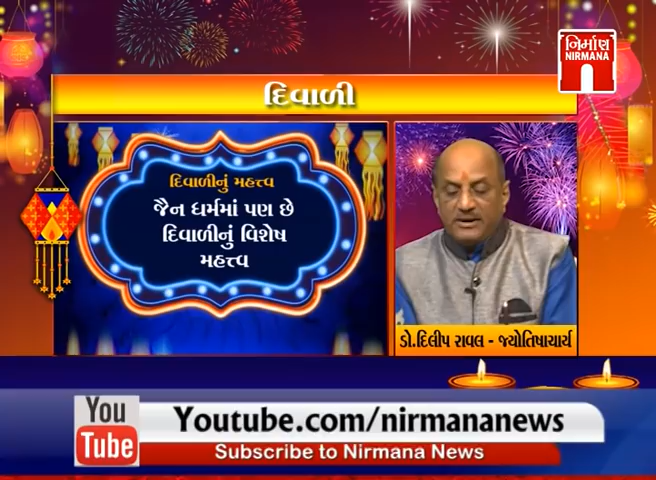 નિર્માણ
NIRMANA
દિવાળી
દિવાળીનું મહત્ત્વ
જૈન ધર્મમાં પણ છે
દિવાળીનું વિશેષ
મહત્ત્વ
ડૉ.દિલીપ રાવલ - જ્યોતિષાચાર્ય
You
Tube
Youtube.com/nirmananews
Subscribe to Nirmana News